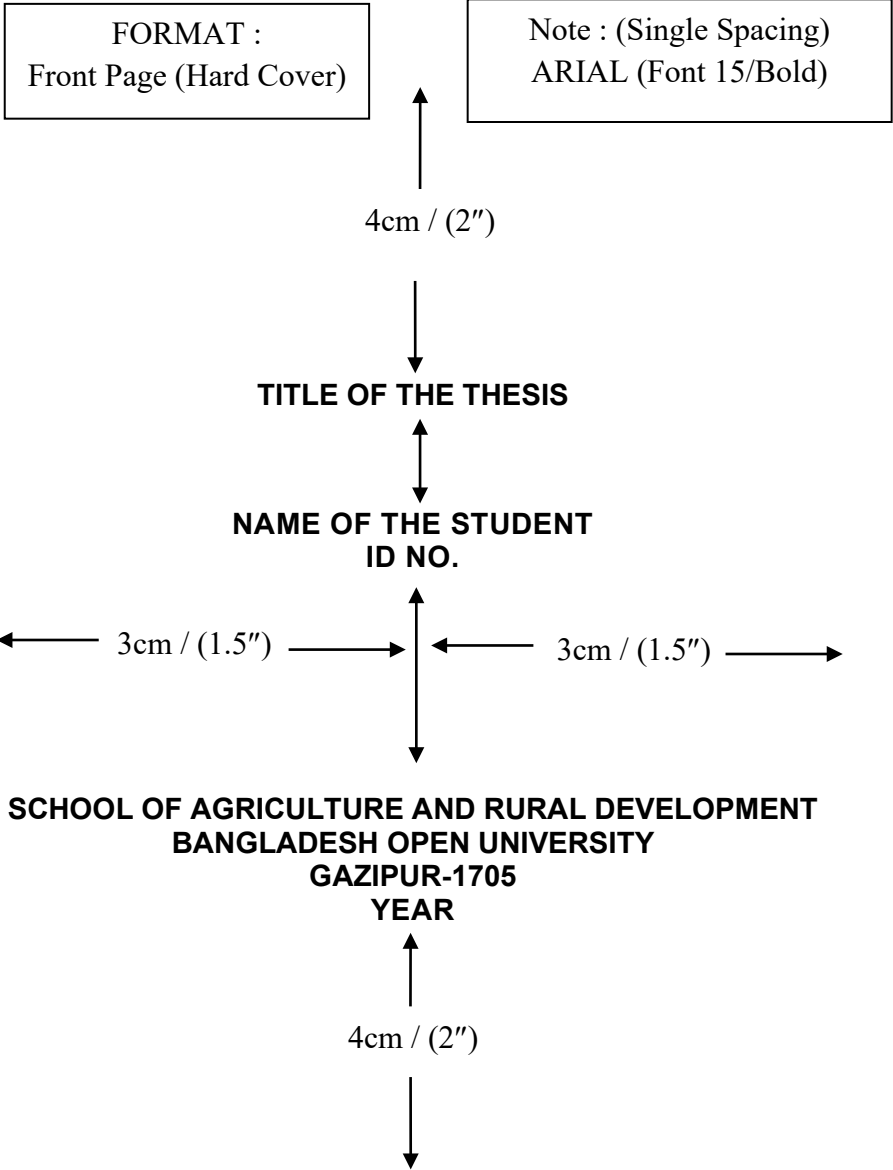 FORMAT :
Front Page (Hard Cover)
Note : (Single Spacing)
ARIAL (Font 15/Bold)
4cm / (2″)
TITLE OF THE THESIS
NAME OF THE STUDENT
ID NO.
3cm / (1.5″)
3cm / (1.5″)
SCHOOL OF AGRICULTURE AND RURAL DEVELOPMENT
BANGLADESH OPEN UNIVERSITY
GAZIPUR-1705
YEAR
4cm / (2″)